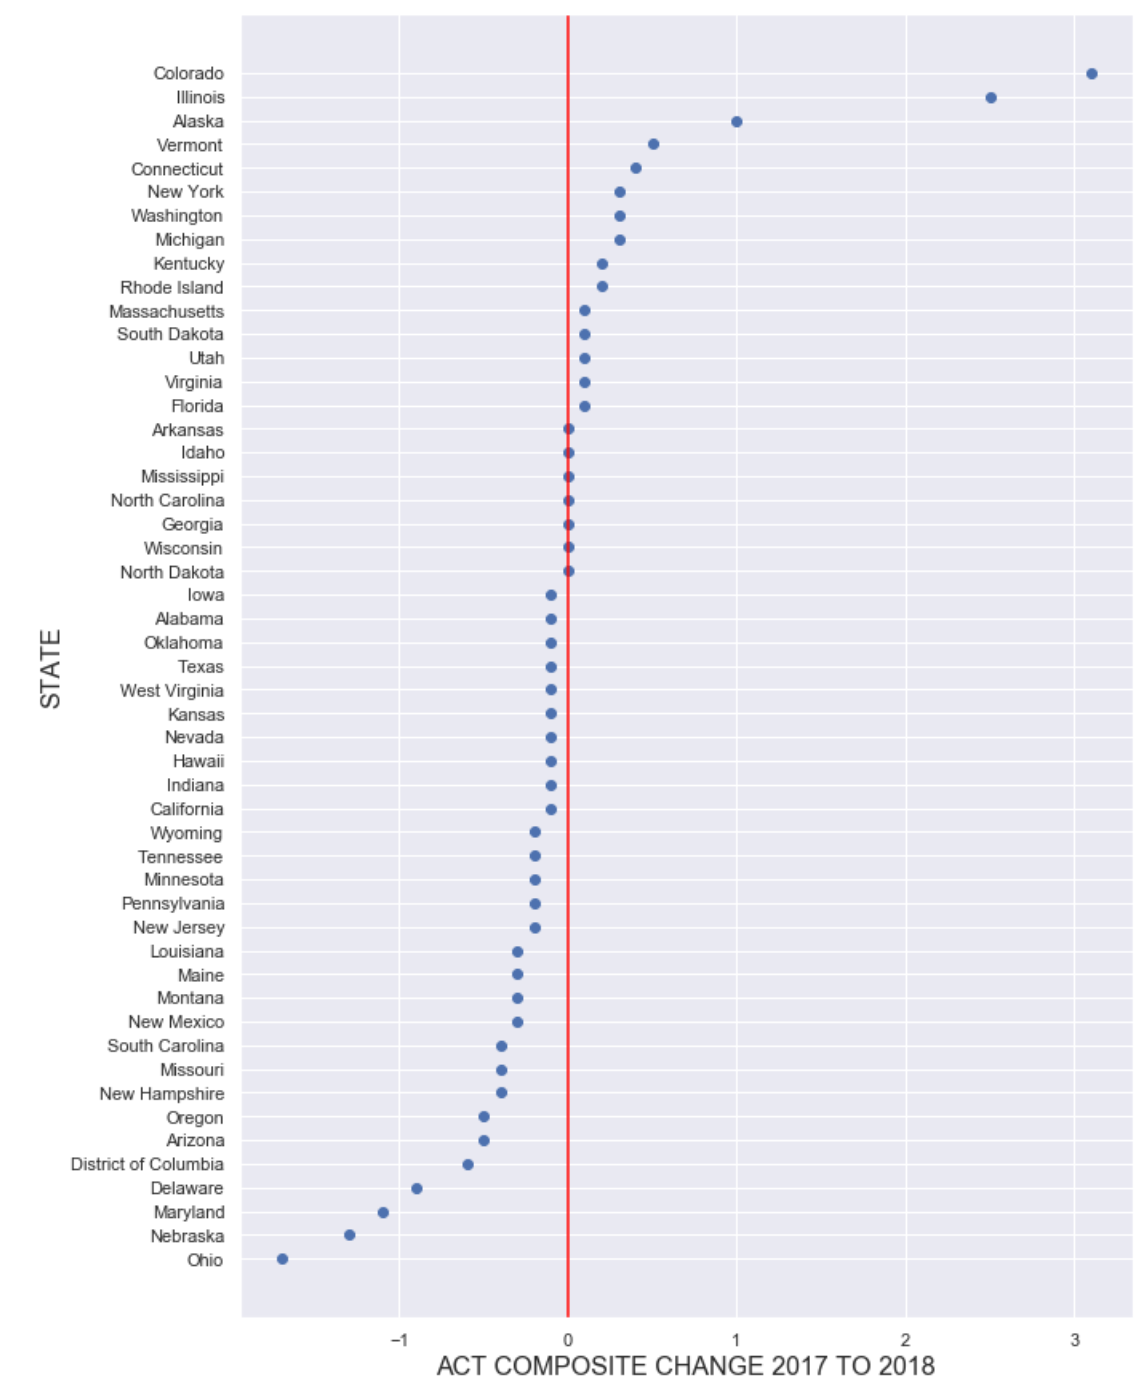 Colorado
Illinois
Alaska
Vermont
Connecticut
New York
Washington
Michigan
Kentucky
Rhode Island
Massachusetts
South Dakota
Utah
Virginia
Florida
Arkansas
Idaho
Mississippi
North Carolina
Georgia
Wisconsin
North Dakota
Iowa
Alabama
Oklahoma
Texas
West Virginia
Kansas
Nevada
Hawaii
Indiana
California
Wyoming
Tennessee
Minnesota
Pennsylvania
New Jersey
Louisiana
Maine
Montana
New Mexico
South Carolina
Missouri
New Hampshire
Oregon
Arizona
District of Columbia
Delaware
Maryland
Nebraska
Ohio
STATE
−1 0 1 2 3
ACT COMPOSITE CHANGE 2017 TO 2018